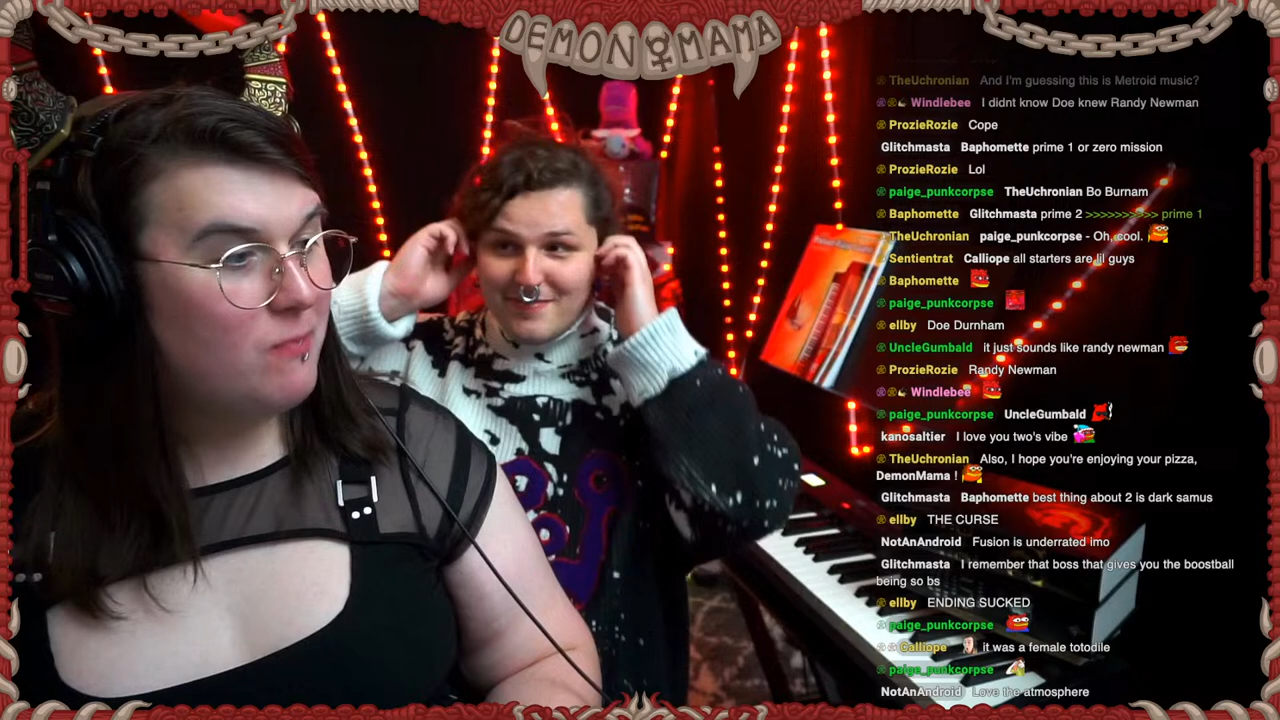 DEMON MAMA
TheUchronian And I'm guessing this is Metroid music?
Windlebee I didnt know Doe knew Randy Newman
ProzieRozie Cope
Glitchmasta Baphomette prime 1 or zero mission
ProzieRozie Lol
paige_punkcorpse TheUchronian Bo Burnam
Baphomette Glitchmasta prime 2 >>>>>>>>>> prime 1
TheUchronian paige_punkcorpse - Oh, cool.
Sentientrat Calliope all starters are lil guys
Baphomette
paige_punkcorpse
ellby Doe Durnham
UncleGumbald it just sounds like randy newman
ProzieRozie Randy Newman
Windlebee
paige_punkcorpse UncleGumbald
kanosaltier I love you two's vibe
TheUchronian Also, I hope you're enjoying your pizza,
DemonMama !
Glitchmasta Baphomette best thing about 2 is dark samus
ellby THE CURSE
NotAnAndroid Fusion is underrated imo
Glitchmasta I remember that boss that gives you the boostball
being so bs
ellby ENDING SUCKED
paige_punkcorpse
Calliope it was a female totodile
paige_punkcorpse
NotAnAndroid Love the atmosphere